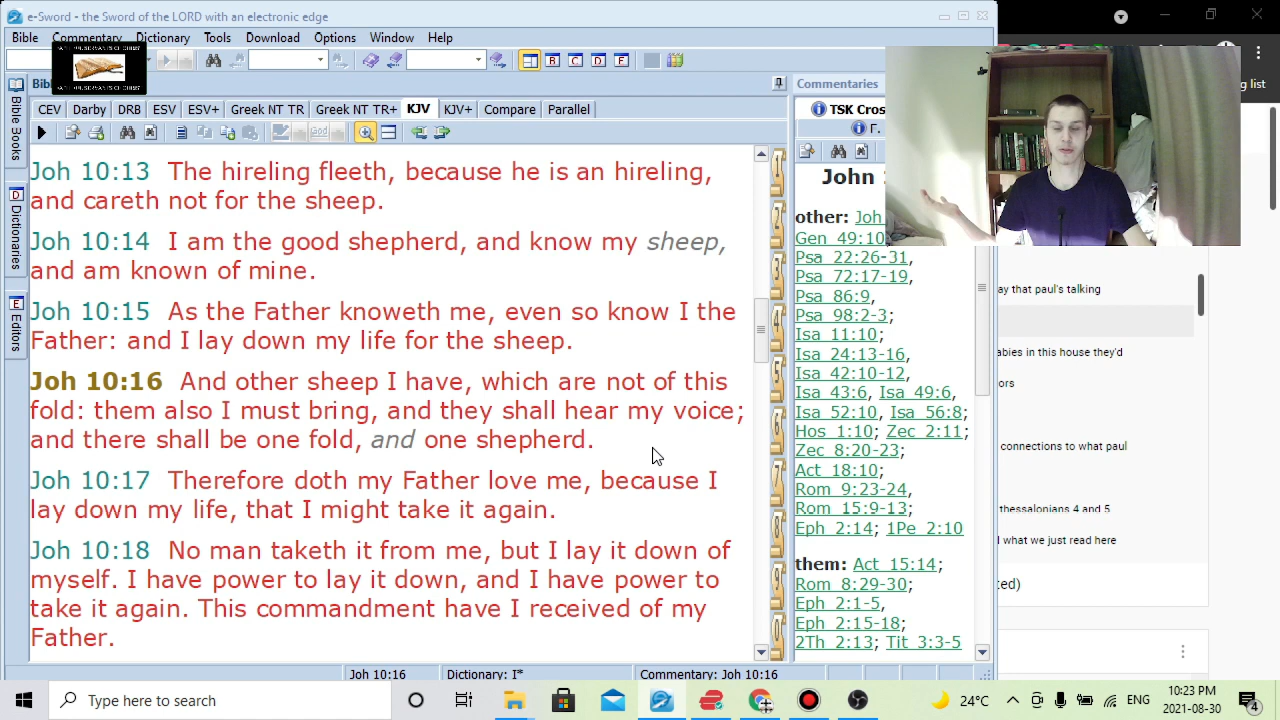 e-Sword - the Sword of the LORD with an electronic edge
Bible Commentary Dictionary Tools Download Options Window Help
B C D F
CEV Darby DRB ESV ESV+ Greek NT TR Greek NT TR+ KJV KJV+ Compare Parallel
God
Bible Books
Dictionaries
Editors
Joh 10:13 The hireling fleeth, because he is an hireling,
and careth not for the sheep.
Joh 10:14 I am the good shepherd, and know my sheep,
and am known of mine.
Joh 10:15 As the Father knoweth me, even so know I the
Father: and I lay down my life for the sheep.
Joh 10:16 And other sheep I have, which are not of this
fold: them also I must bring, and they shall hear my voice;
and there shall be one fold, and one shepherd.
Joh 10:17 Therefore doth my Father love me, because I
lay down my life, that I might take it again.
Joh 10:18 No man taketh it from me, but I lay it down of
myself. I have power to lay it down, and I have power to
take it again. This commandment have I received of my
Father.
Commentaries
TSK Cros
Г.
John
other: Joh
Gen 49:10
Psa 22:26-31,
Psa 72:17-19,
Psa 86:9,
Psa 98:2-3;
Isa 11:10;
Isa 24:13-16,
Isa 42:10-12,
Isa 43:6, Isa 49:6,
Isa 52:10, Isa 56:8;
Hos 1:10; Zec 2:11;
Zec 8:20-23;
Act 18:10;
Rom 9:23-24,
Rom 15:9-13;
Eph 2:14; 1Pe 2:10
them: Act 15:14;
Rom 8:29-30;
Eph 2:1-5,
Eph 2:15-18;
2Th 2:13; Tit 3:3-5
ng list
ay that paul's talking
abies in this house they'd
ors
connections to what paul
thessalonians 4 and 5
l what we just read here
ted)
Joh 10:16 Dictionary: I* Commentary: Joh 10:16
Type here to search
24°C ENG 10:23 PM
2021-08-30
4